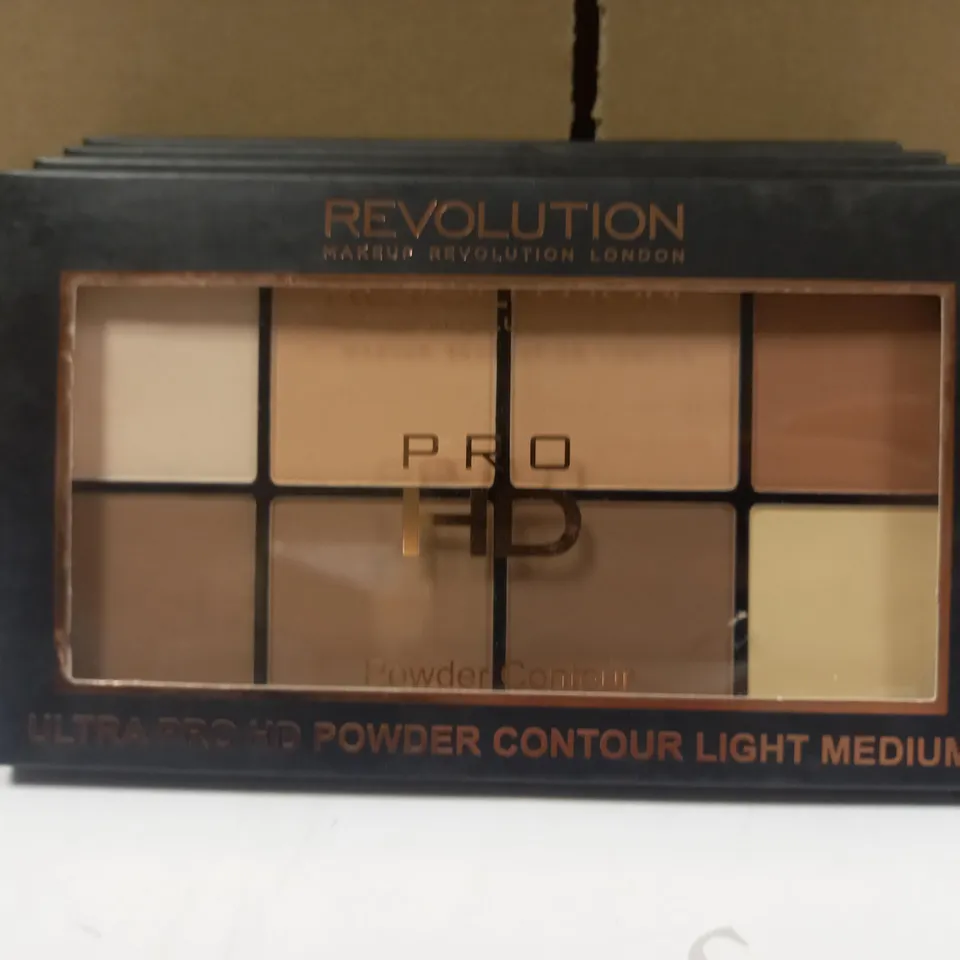 REVOLUTION
MAKEUP REVOLUTION LONDON
PRO
HD
Powder Contour
ULTRA PRO HD POWDER CONTOUR LIGHT MEDIUM